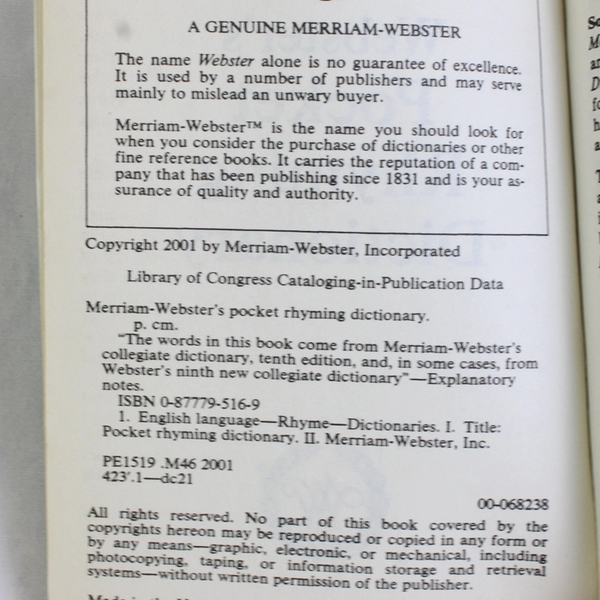 A GENUINE MERRIAM-WEBSTER
The name Webster alone is no guarantee of excellence.
It is used by a number of publishers and may serve
mainly to mislead an unwary buyer.
Merriam-Webster™ is the name you should look for
when you consider the purchase of dictionaries or other
fine reference books. It carries the reputation of a com-
pany that has been publishing since 1831 and is your as-
surance of quality and authority.
Copyright 2001 by Merriam-Webster, Incorporated
Library of Congress Cataloging-in-Publication Data
Merriam-Webster's pocket rhyming dictionary.
p. cm.
"The words in this book come from Merriam-Webster's
collegiate dictionary, tenth edition, and, in some cases, from
Webster's ninth new collegiate dictionary"—Explanatory
notes.
ISBN 0-87779-516-9
1. English language—Rhyme—Dictionaries. I. Title:
Pocket rhyming dictionary. II. Merriam-Webster, Inc.
PE1519 .M46 2001
423'.1—dc21
00-068238
All rights reserved. No part of this book covered by the
copyrights hereon may be reproduced or copied in any form or
by any means—graphic, electronic, or mechanical, including
photocopying, taping, or information storage and retrieval
systems—without written permission of the publisher.
Made in the